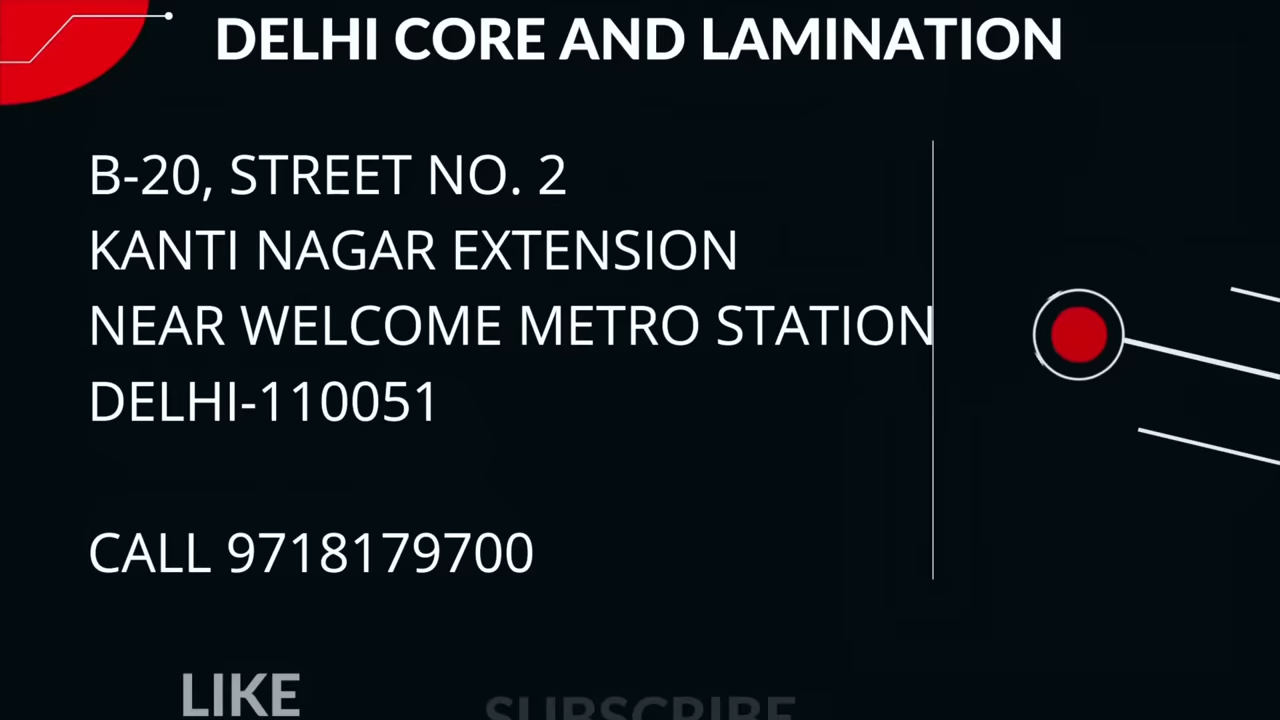 DELHI CORE AND LAMINATION
B-20, STREET NO. 2
KANTI NAGAR EXTENSION
NEAR WELCOME METRO STATION
DELHI-110051
CALL 9718179700
LIKE
SUBSCRIBE